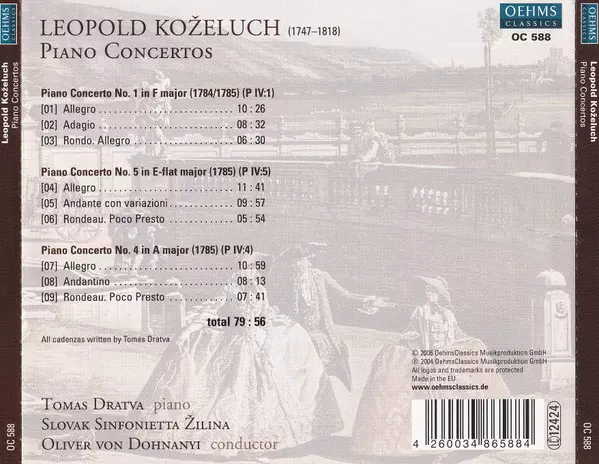 LEOPOLD KOŽELUCH (1747–1818)
PIANO CONCERTOS
OEHMS
CLASSICS
OC 588
Piano Concerto No. 1 in F major (1784/1785) (P IV:1)
[01] Allegro 10 : 26
[02] Adagio 08 : 32
[03] Rondo. Allegro 06 : 30
Piano Concerto No. 5 in E-flat major (1785) (P IV:5)
[04] Allegro 11 : 41
[05] Andante con variazioni 09 : 57
[06] Rondeau. Poco Presto 05 : 54
Piano Concerto No. 4 in A major (1785) (P IV:4)
[07] Allegro 10 : 59
[08] Andantino 08 : 13
[09] Rondeau. Poco Presto 07 : 41
total 79 : 56
All cadenzas written by Tomas Dratva
© 2006 OehmsClassics Musikproduktion GmbH
℗ 2004 OehmsClassics Musikproduktion GmbH
All logos and trademarks are protected
Made in the EU
www.oehmsclassics.de
TOMAS DRATVA piano
SLOVAK SINFONIETTA ŽILINA
OLIVER VON DOHNANYI conductor
4 260034 865884
LC 12424
OEHMS
CLASSICS
Leopold Koželuch
Piano Concertos
OC 588
OEHMS
CLASSICS
Leopold Koželuch
Piano Concertos
OC 588